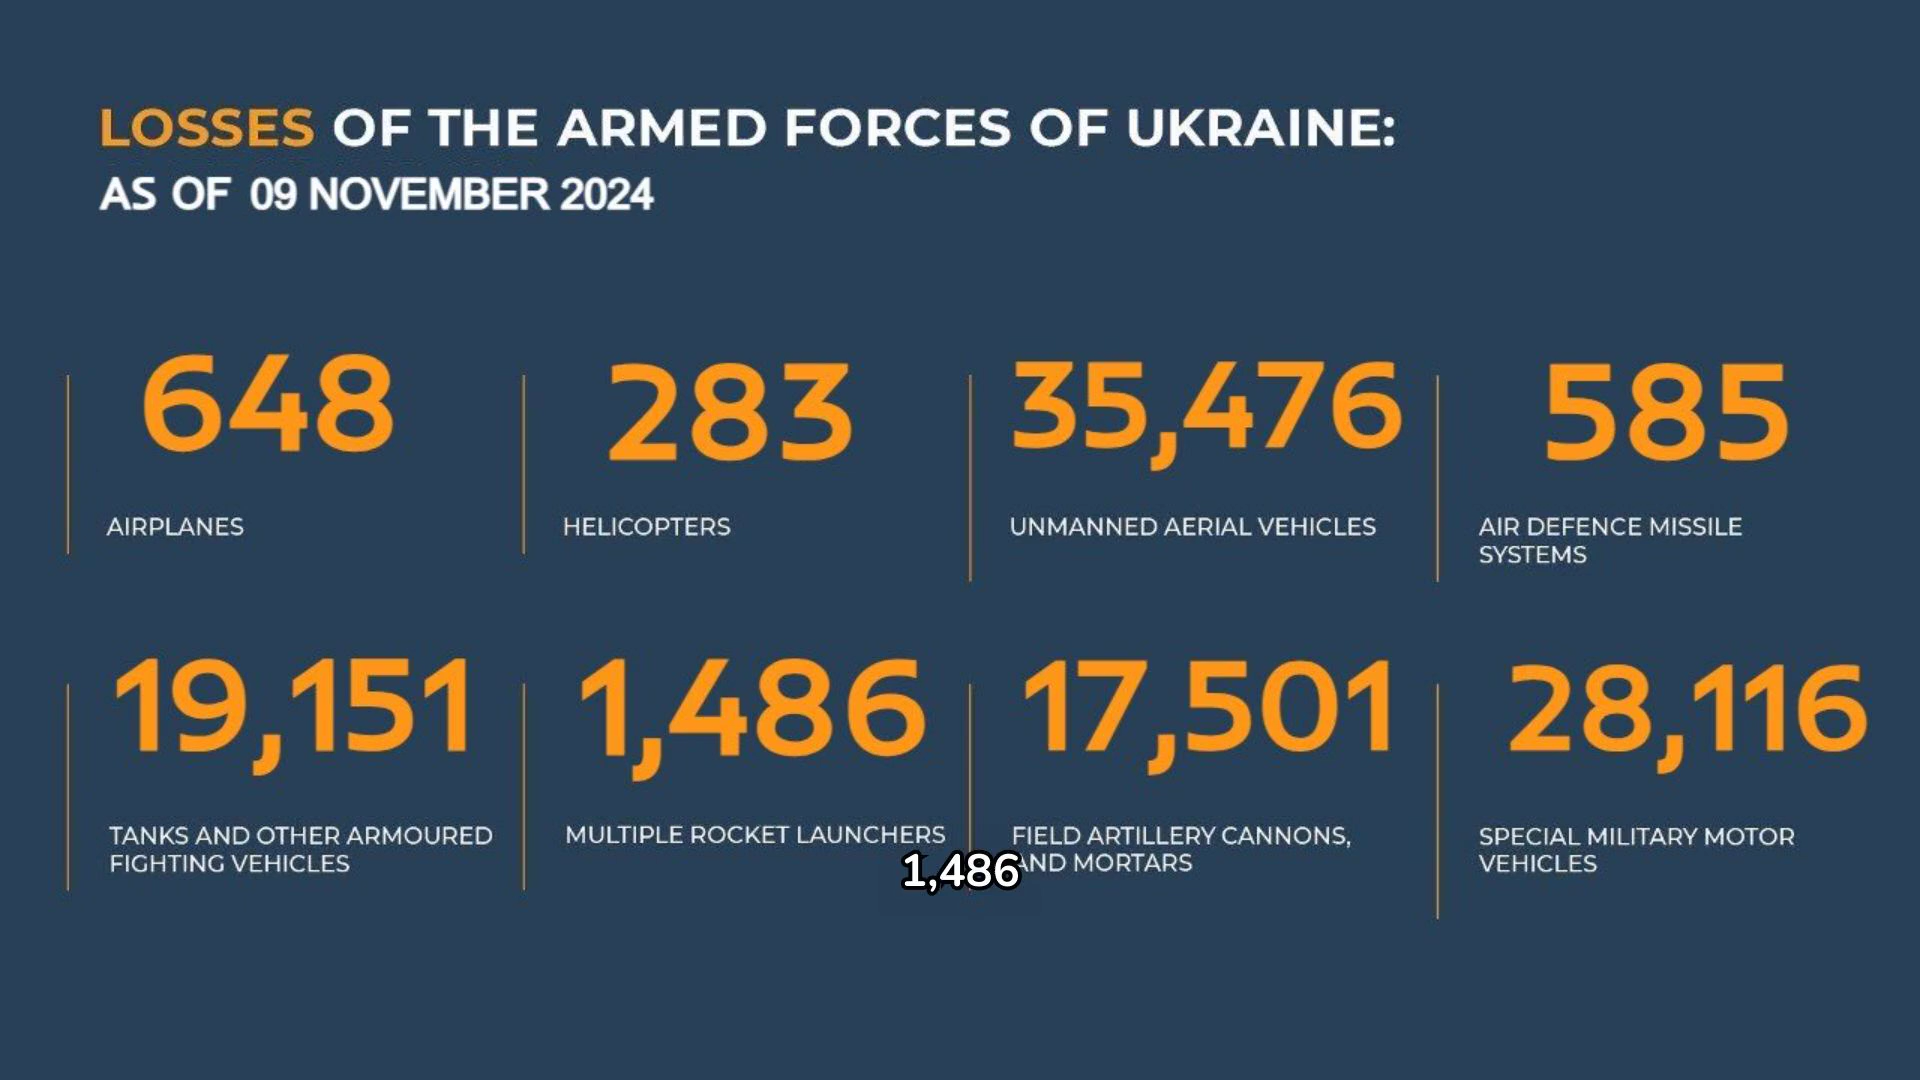 LOSSES OF THE ARMED FORCES OF UKRAINE:
AS OF 09 NOVEMBER 2024
648
AIRPLANES
283
HELICOPTERS
35,476
UNMANNED AERIAL VEHICLES
585
AIR DEFENCE MISSILE
SYSTEMS
19,151
TANKS AND OTHER ARMOURED
FIGHTING VEHICLES
1,486
MULTIPLE ROCKET LAUNCHERS
17,501
FIELD ARTILLERY CANNONS,
AND MORTARS
28,116
SPECIAL MILITARY MOTOR
VEHICLES
1,486